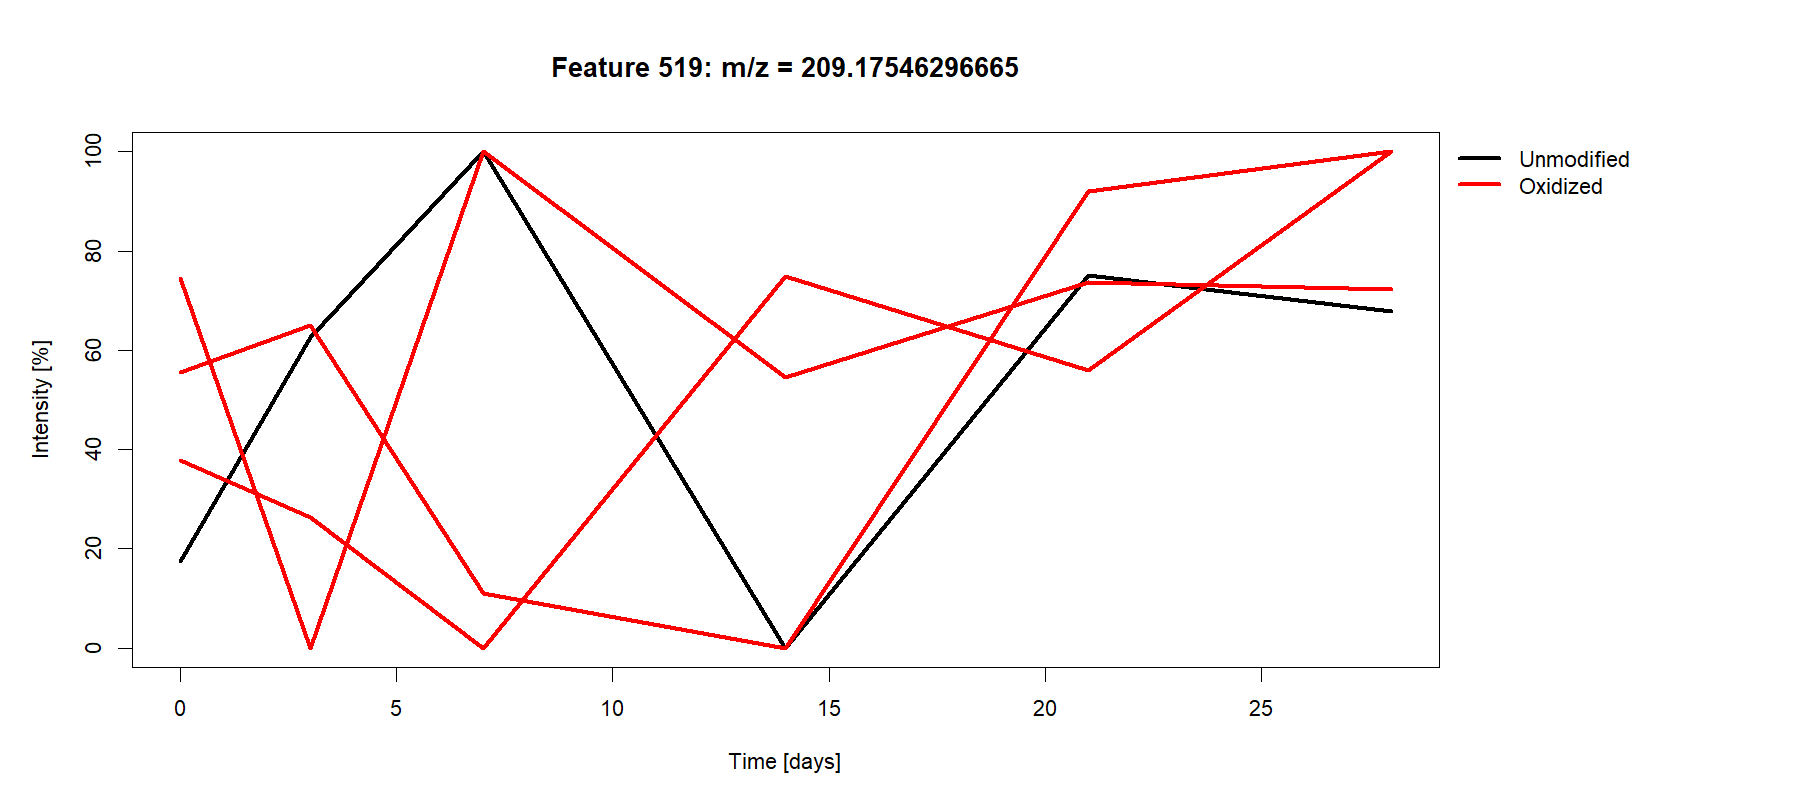 Feature 519: m/z = 209.17546296665
Unmodified
Oxidized
Intensity [%]
100
80
60
40
20
0
0 5 10 15 20 25
Time [days]